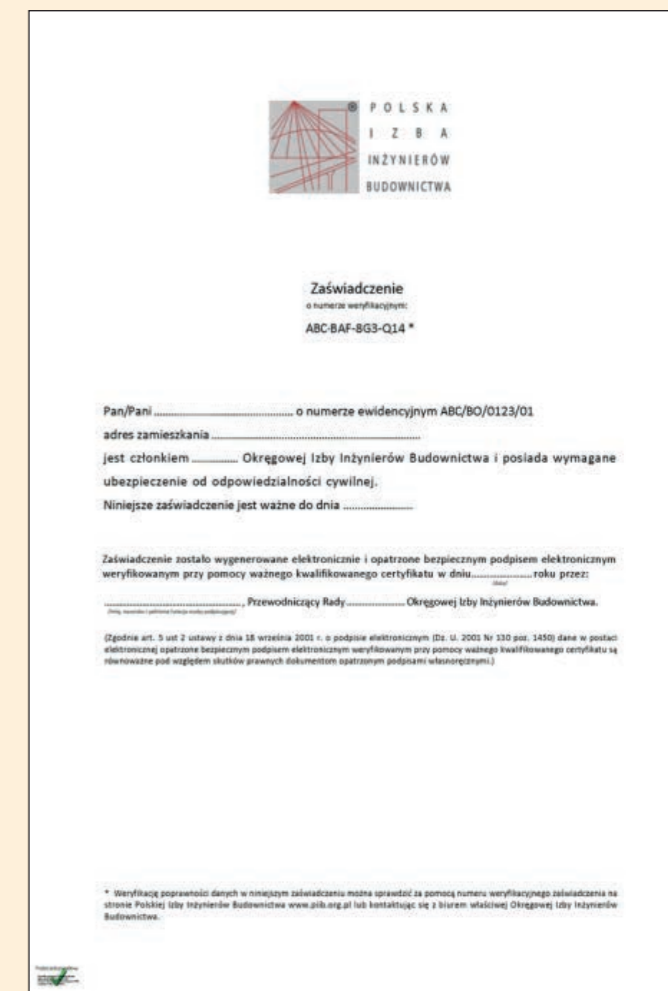 POLSKA
IZBA
INŻYNIERÓW
BUDOWNICTWA
Zaświadczenie
o numerze weryfikacyjnym:
ABC-BAF-8G3-Q14 *
Pan/Pani ................................................ o numerze ewidencyjnym ABC/BO/0123/01
adres zamieszkania ........................................................................
jest członkiem ................ Okręgowej Izby Inżynierów Budownictwa i posiada wymagane
ubezpieczenie od odpowiedzialności cywilnej.
Niniejsze zaświadczenie jest ważne do dnia ........................
Zaświadczenie zostało wygenerowane elektronicznie i opatrzone bezpiecznym podpisem elektronicznym
weryfikowanym przy pomocy ważnego kwalifikowanego certyfikatu w dniu..................... roku przez:
(data)
................................................, Przewodniczący Rady .................... Okręgowej Izby Inżynierów Budownictwa.
(Zgodnie art. 5 ust 2 ustawy z dnia 18 września 2001 r. o podpisie elektronicznym (Dz. U. 2001 Nr 130 poz. 1450) dane w postaci
elektronicznej opatrzone bezpiecznym podpisem elektronicznym weryfikowanym przy pomocy ważnego kwalifikowanego certyfikatu są
równoważne pod względem skutków prawnych dokumentom opatrzonym podpisami własnoręcznymi.)
* Weryfikację poprawności danych w niniejszym zaświadczeniu można sprawdzić za pomocą numeru weryfikacyjnego zaświadczenia na
stronie Polskiej Izby Inżynierów Budownictwa www.piib.org.pl lub kontaktując się z biurem właściwej Okręgowej Izby Inżynierów
Budownictwa.